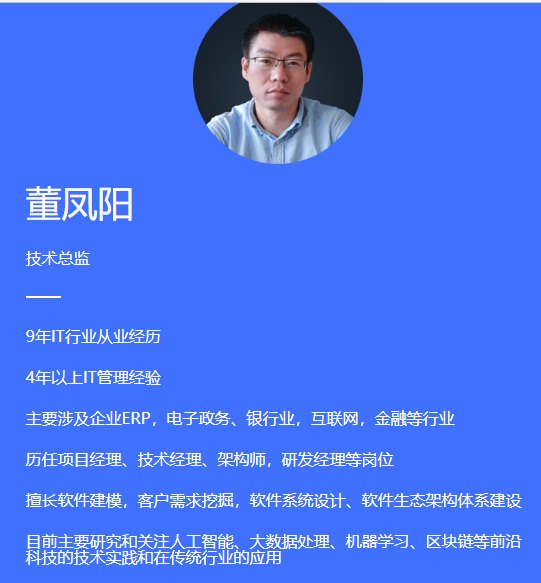 董凤阳
技术总监
9年IT行业从业经历
4年以上IT管理经验
主要涉及企业ERP，电子政务、银行业，互联网，金融等行业
历任项目经理、技术经理、架构师，研发经理等岗位
擅长软件建模，客户需求挖掘，软件系统设计、软件生态架构体系建设
目前主要研究和关注人工智能、大数据处理、机器学习、区块链等前沿
科技的技术实践和在传统行业的应用